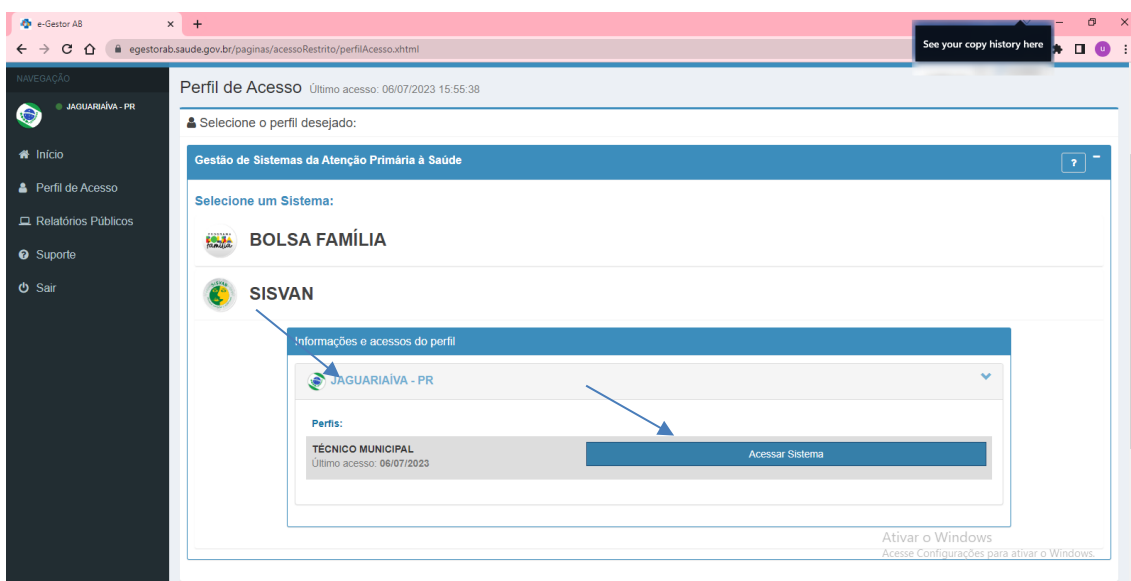 e-Gestor AB
See your copy history here
egestorab.saude.gov.br/paginas/acessoRestrito/perfilAcesso.xhtml
U
NAVEGAÇÃO
JAGUARIAÍVA - PR
Início
Perfil de Acesso
Relatórios Públicos
Suporte
Sair
Perfil de Acesso Último acesso: 06/07/2023 15:55:38
Selecione o perfil desejado:
Gestão de Sistemas da Atenção Primária à Saúde
?
Selecione um Sistema:
BOLSA FAMÍLIA
SISVAN
Informações e acessos do perfil
JAGUARIAÍVA - PR
Perfis:
TÉCNICO MUNICIPAL
Último acesso: 06/07/2023
Acessar Sistema
Ativar o Windows
Acesse Configurações para ativar o Windows.